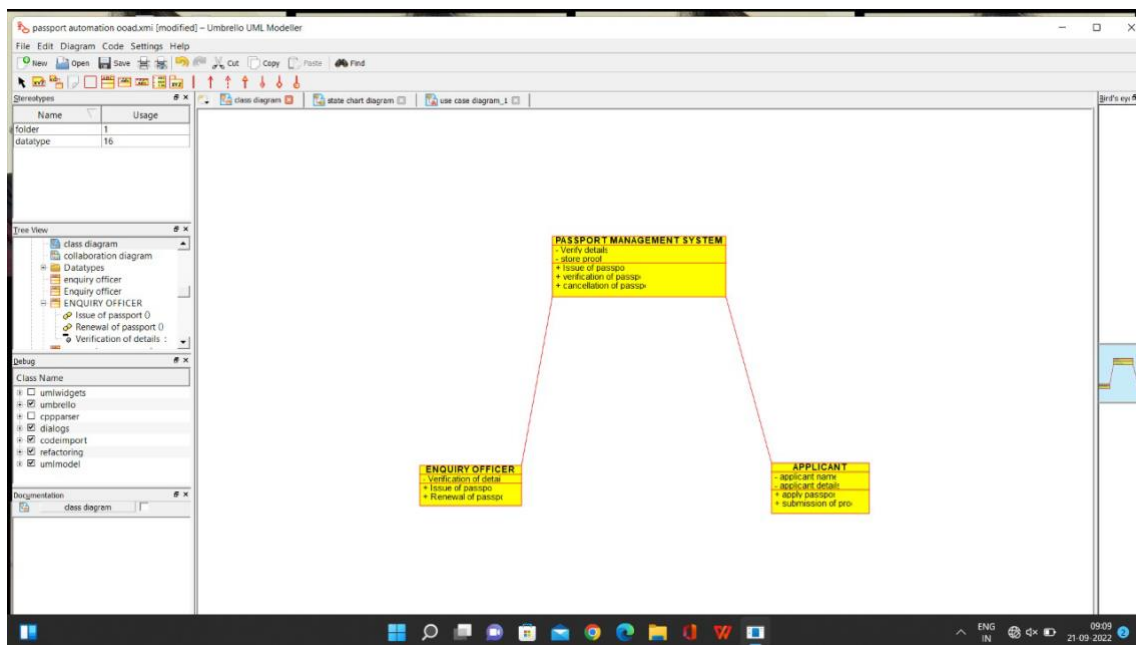 passport automation ooad.xmi [modified] – Umbrello UML Modeller
File Edit Diagram Code Settings Help
New Open Save Cut Copy Paste Find
Stereotypes
Name Usage
folder 1
datatype 16
class diagram state chart diagram use case diagram_1
Bird's eye
Tree View
class diagram
collaboration diagram
Datatypes
enquiry officer
Enquiry officer
ENQUIRY OFFICER
Issue of passport ()
Renewal of passport ()
Verification of details :
Debug
Class Name
umlwidgets
umbrello
cppparser
dialogs
codeimport
refactoring
umlmodel
Documentation
class diagram
PASSPORT MANAGEMENT SYSTEM
- Verify details
- store proof
+ Issue of passpo
+ verification of passp
+ cancellation of passp
ENQUIRY OFFICER
- Verification of detai
+ Issue of passpo
+ Renewal of passp
APPLICANT
- applicant name
- applicant details
+ apply passpor
+ submission of pro
ENG
IN
09:09
21-09-2022
2